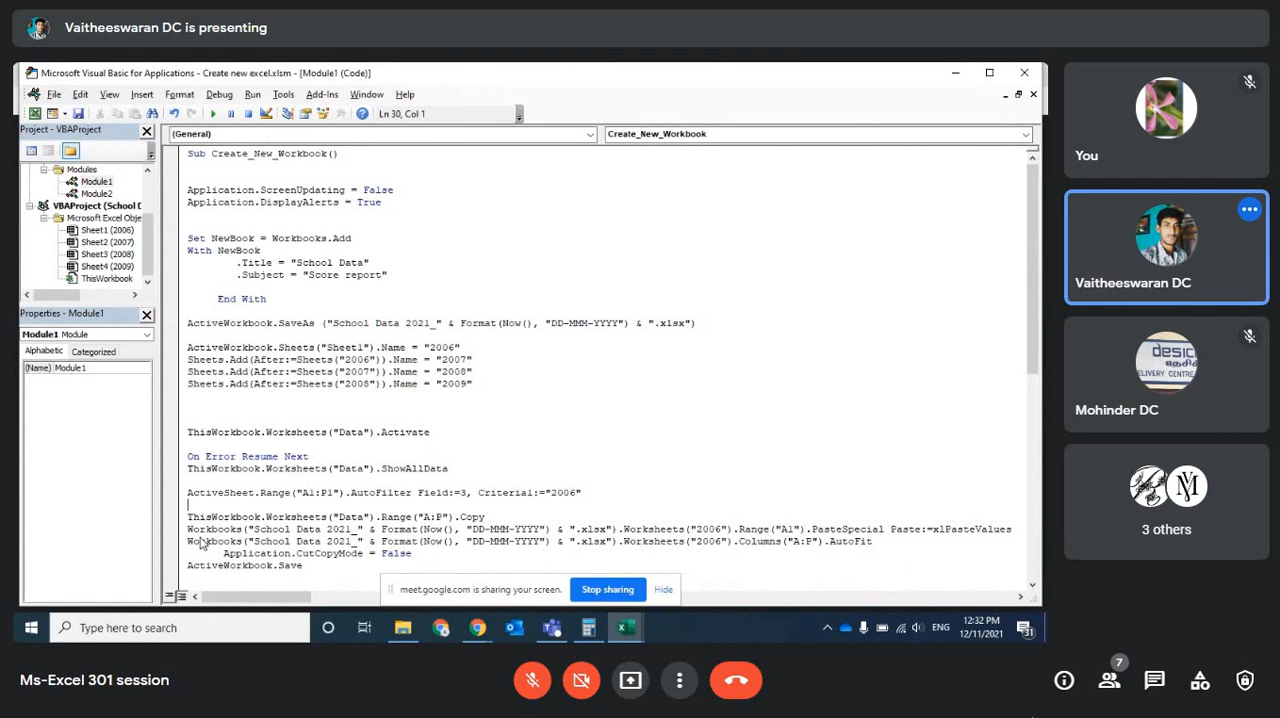 Vaitheeswaran DC is presenting
Microsoft Visual Basic for Applications - Create new excel.xlsm - [Module1 (Code)]
File Edit View Insert Format Debug Run Tools Add-Ins Window Help
Ln 30, Col 1
Project - VBAProject
(General)
Create_New_Workbook
Modules
Module1
Module2
VBAProject (School D
Microsoft Excel Obje
Sheet1 (2006)
Sheet2 (2007)
Sheet3 (2008)
Sheet4 (2009)
ThisWorkbook
Properties - Module1
Module1 Module
Alphabetic Categorized
(Name) Module1
Sub Create_New_Workbook()
Application.ScreenUpdating = False
Application.DisplayAlerts = True
Set NewBook = Workbooks.Add
With NewBook
.Title = "School Data"
.Subject = "Score report"
End With
ActiveWorkbook.SaveAs ("School Data 2021_" & Format(Now(), "DD-MMM-YYYY") & ".xlsx")
ActiveWorkbook.Sheets("Sheet1").Name = "2006"
Sheets.Add(After:=Sheets("2006")).Name = "2007"
Sheets.Add(After:=Sheets("2007")).Name = "2008"
Sheets.Add(After:=Sheets("2008")).Name = "2009"
ThisWorkbook.Worksheets("Data").Activate
On Error Resume Next
ThisWorkbook.Worksheets("Data").ShowAllData
ActiveSheet.Range("A1:P1").AutoFilter Field:=3, Criteria1:="2006"
ThisWorkbook.Worksheets("Data").Range("A:P").Copy
Workbooks("School Data 2021_" & Format(Now(), "DD-MMM-YYYY") & ".xlsx").Worksheets("2006").Range("A1").PasteSpecial Paste:=xlPasteValues
Workbooks("School Data 2021_" & Format(Now(), "DD-MMM-YYYY") & ".xlsx").Worksheets("2006").Columns("A:P").AutoFit
Application.CutCopyMode = False
ActiveWorkbook.Save
meet.google.com is sharing your screen.
Stop sharing
Hide
Type here to search
ENG
12:32 PM
12/11/2021
31
You
Vaitheeswaran DC
desic
தேசிக்
ELIVERY CENTRE
Mohinder DC
3 others
Ms-Excel 301 session
7